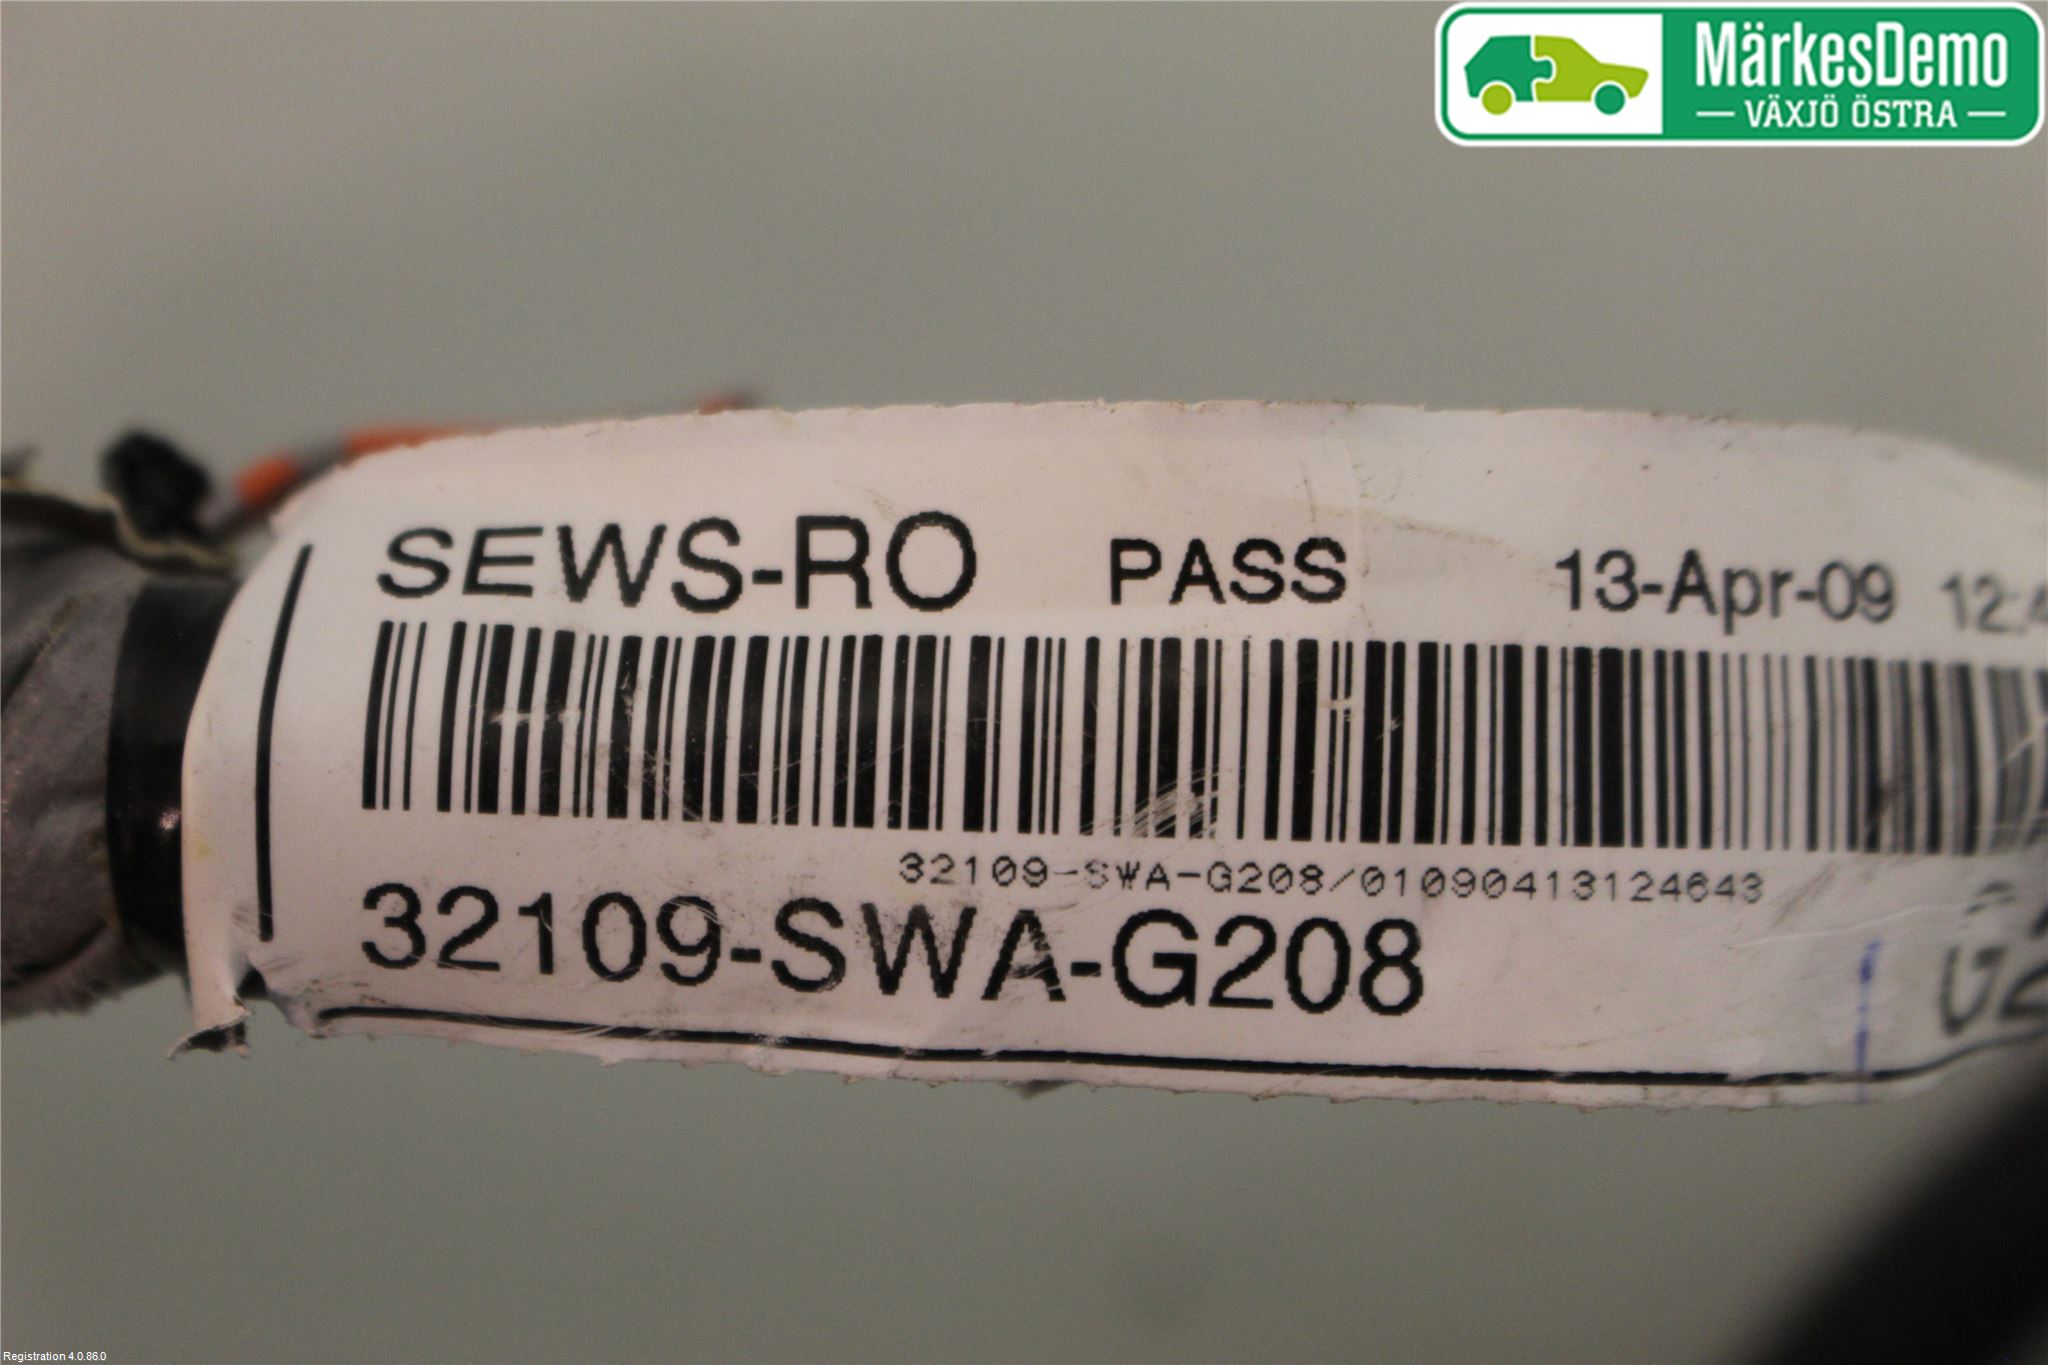 MärkesDemo
VÄXJÖ ÖSTRA
SEWS-RO PASS 13-Apr-09
32109-SWA-G208/01090413124643
32109-SWA-G208
Registration 4.0.86.0